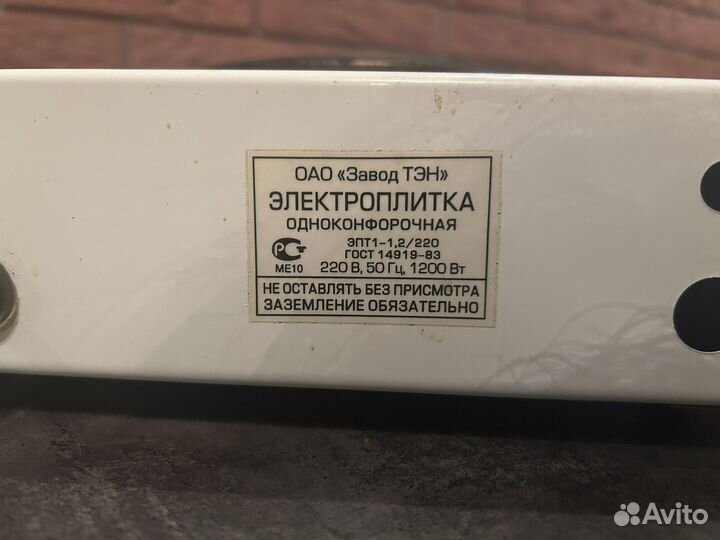 ОАО «Завод ТЭН»
ЭЛЕКТРОПЛИТКА
ОДНОКОНФОРОЧНАЯ
ЭПТ1-1,2/220
ГОСТ 14919-83
РСТ
МЕ10
220 В, 50 Гц, 1200 Вт
НЕ ОСТАВЛЯТЬ БЕЗ ПРИСМОТРА
ЗАЗЕМЛЕНИЕ ОБЯЗАТЕЛЬНО
Avito